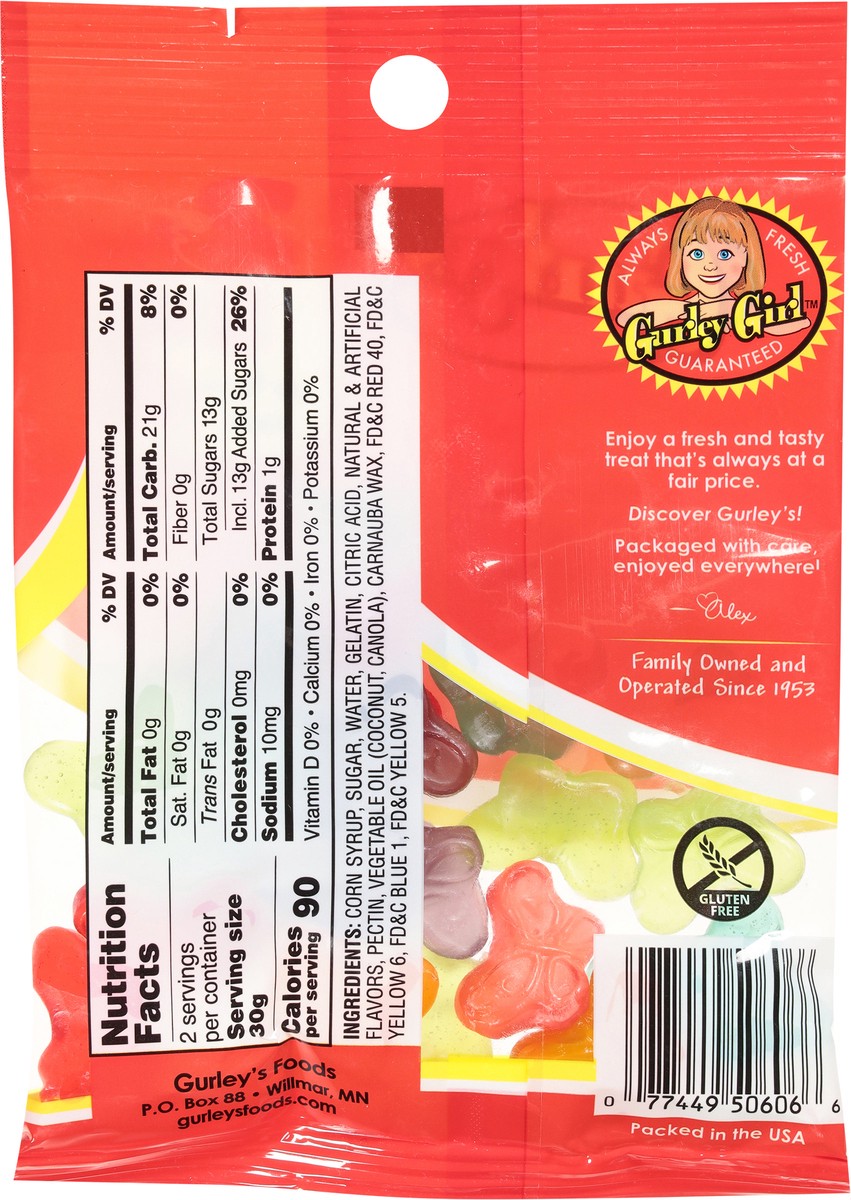 ALWAYS FRESH
Gurley Girl™
GUARANTEED
Enjoy a fresh and tasty
treat that's always at a
fair price.
Discover Gurley's!
Packaged with care,
enjoyed everywhere!
– Alex
Family Owned and
Operated Since 1953
Nutrition
Facts
2 servings
per container
Serving size
30g
Calories 90
per serving
Amount/serving % DV
Total Fat 0g 0%
Sat. Fat 0g 0%
Trans Fat 0g
Cholesterol 0mg 0%
Sodium 10mg 0%
Amount/serving % DV
Total Carb. 21g 8%
Fiber 0g 0%
Total Sugars 13g
Incl. 13g Added Sugars 26%
Protein 1g
Vitamin D 0% • Calcium 0% • Iron 0% • Potassium 0%
INGREDIENTS: CORN SYRUP, SUGAR, WATER, GELATIN, CITRIC ACID, NATURAL & ARTIFICIAL
FLAVORS, PECTIN, VEGETABLE OIL (COCONUT, CANOLA), CARNAUBA WAX, FD&C RED 40, FD&C
YELLOW 6, FD&C BLUE 1, FD&C YELLOW 5.
GLUTEN
FREE
0 77449 50606 6
Packed in the USA
Gurley's Foods
P.O. Box 88 • Willmar, MN
gurleysfoods.com